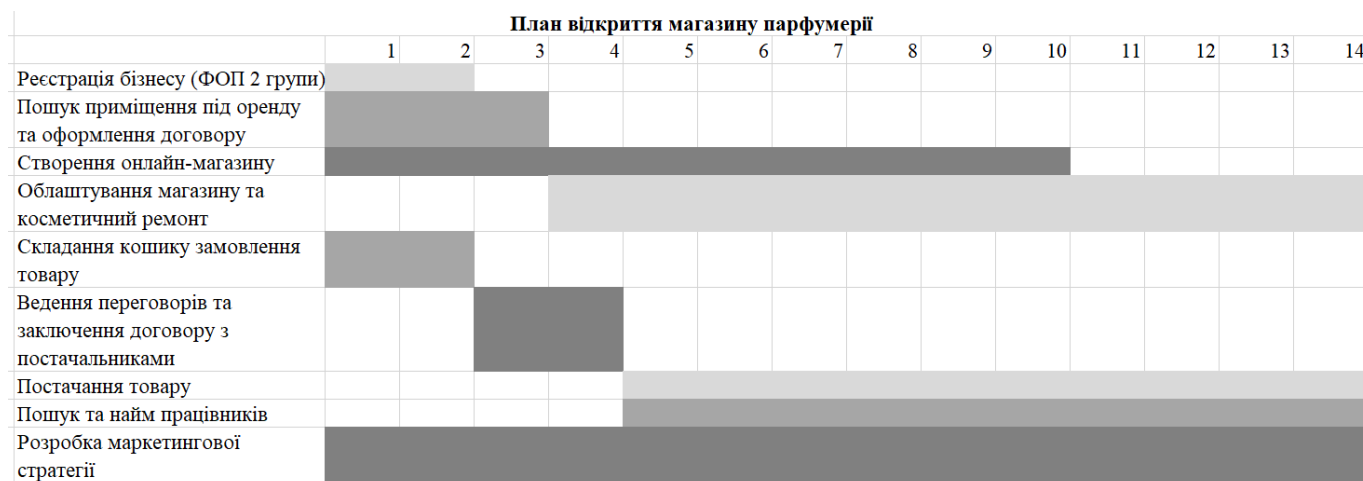 План відкриття магазину парфумерії
1 2 3 4 5 6 7 8 9 10 11 12 13 14
Реєстрація бізнесу (ФОП 2 групи)
Пошук приміщення під оренду
та оформлення договору
Створення онлайн-магазину
Облаштування магазину та
косметичний ремонт
Складання кошику замовлення
товару
Ведення переговорів та
заключення договору з
постачальниками
Постачання товару
Пошук та найм працівників
Розробка маркетингової
стратегії